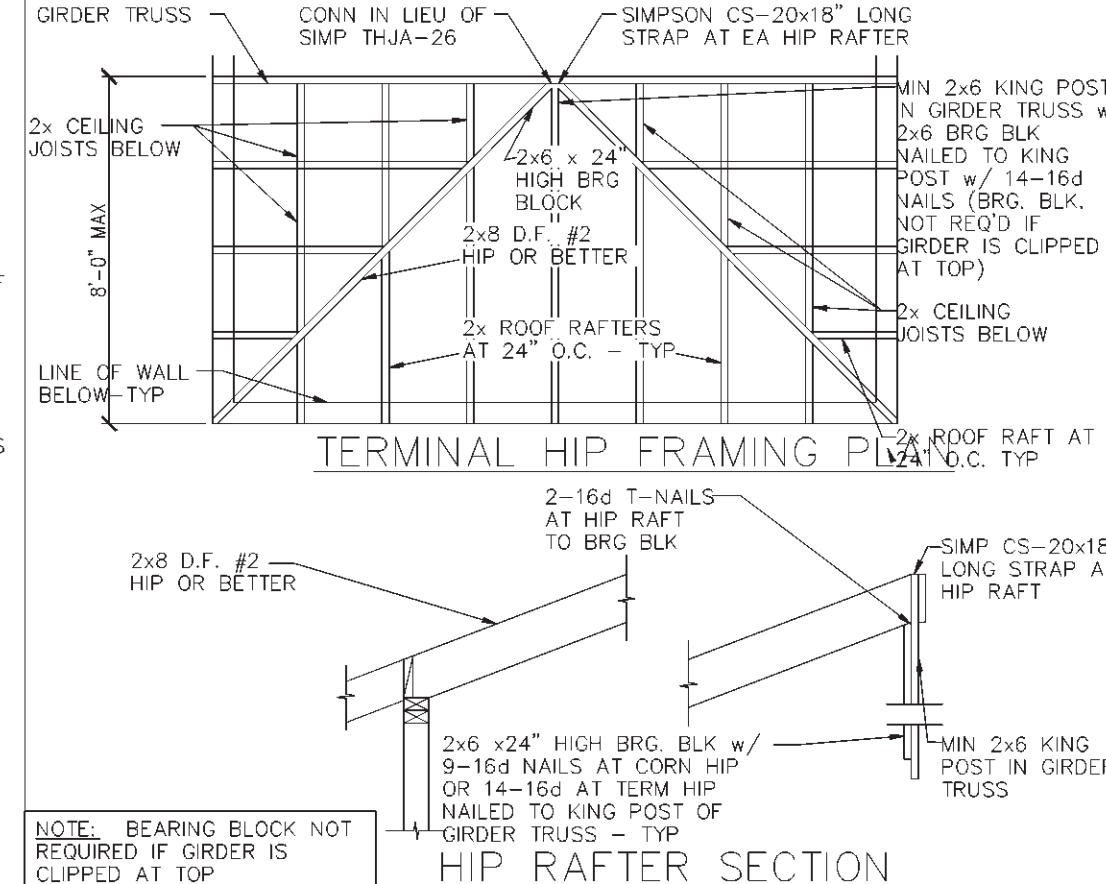 GIRDER TRUSS
CONN IN LIEU OF
SIMP THJA-26
SIMPSON CS-20x18" LONG
STRAP AT EA HIP RAFTER
2x CEILING
JOISTS BELOW
MIN 2x6 KING POST
IN GIRDER TRUSS w
2x6 BRG BLK
NAILED TO KING
POST w/ 14-16d
NAILS (BRG. BLK.
NOT REQ'D IF
GIRDER IS CLIPPED
AT TOP)
2x6 x 24"
HIGH BRG
BLOCK
8'-0" MAX
2x8 D.F. #2
HIP OR BETTER
2x ROOF RAFTERS
AT 24" O.C. - TYP
2x CEILING
JOISTS BELOW
LINE OF WALL
BELOW-TYP
2x ROOF RAFT AT
24" O.C. TYP
TERMINAL HIP FRAMING PLAN
S
2-16d T-NAILS
AT HIP RAFT
TO BRG BLK
2x8 D.F. #2
HIP OR BETTER
SIMP CS-20x18
LONG STRAP A
HIP RAFT
2x6 x24" HIGH BRG. BLK w/
9-16d NAILS AT CORN HIP
OR 14-16d AT TERM HIP
NAILED TO KING POST OF
GIRDER TRUSS - TYP
MIN 2x6 KING
POST IN GIRDER
TRUSS
NOTE: BEARING BLOCK NOT
REQUIRED IF GIRDER IS
CLIPPED AT TOP
HIP RAFTER SECTION